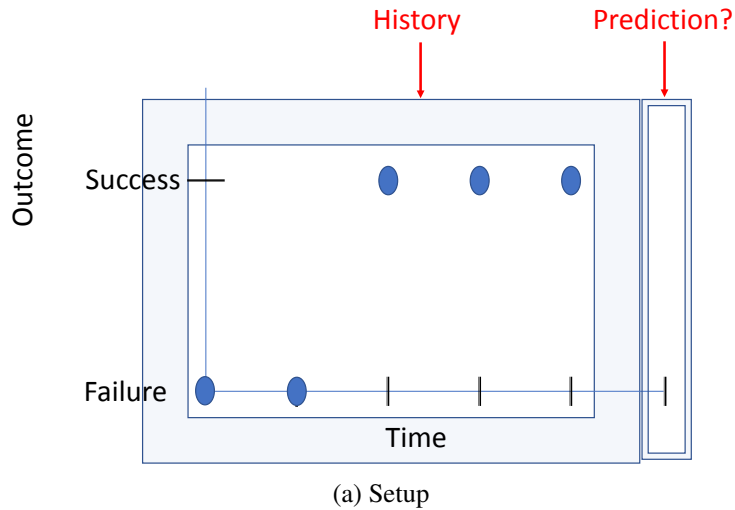 History
Prediction?
Outcome
Success
Failure
Time
(a) Setup